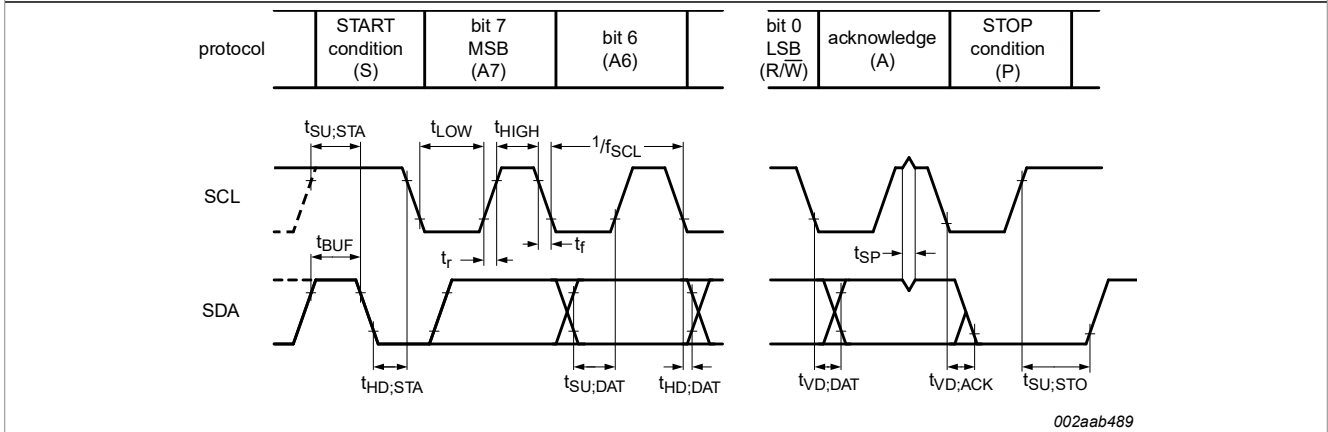 protocol
START
condition
(S)
bit 7
MSB
(A7)
bit 6
(A6)
bit 0
LSB
(R/W̅)
acknowledge
(A)
STOP
condition
(P)
tSU;STA
tLOW
tHIGH
1/fSCL
SCL
tBUF
tr
tf
tSP
SDA
tHD;STA
tSU;DAT
tHD;DAT
tVD;DAT
tVD;ACK
tSU;STO
002aab489